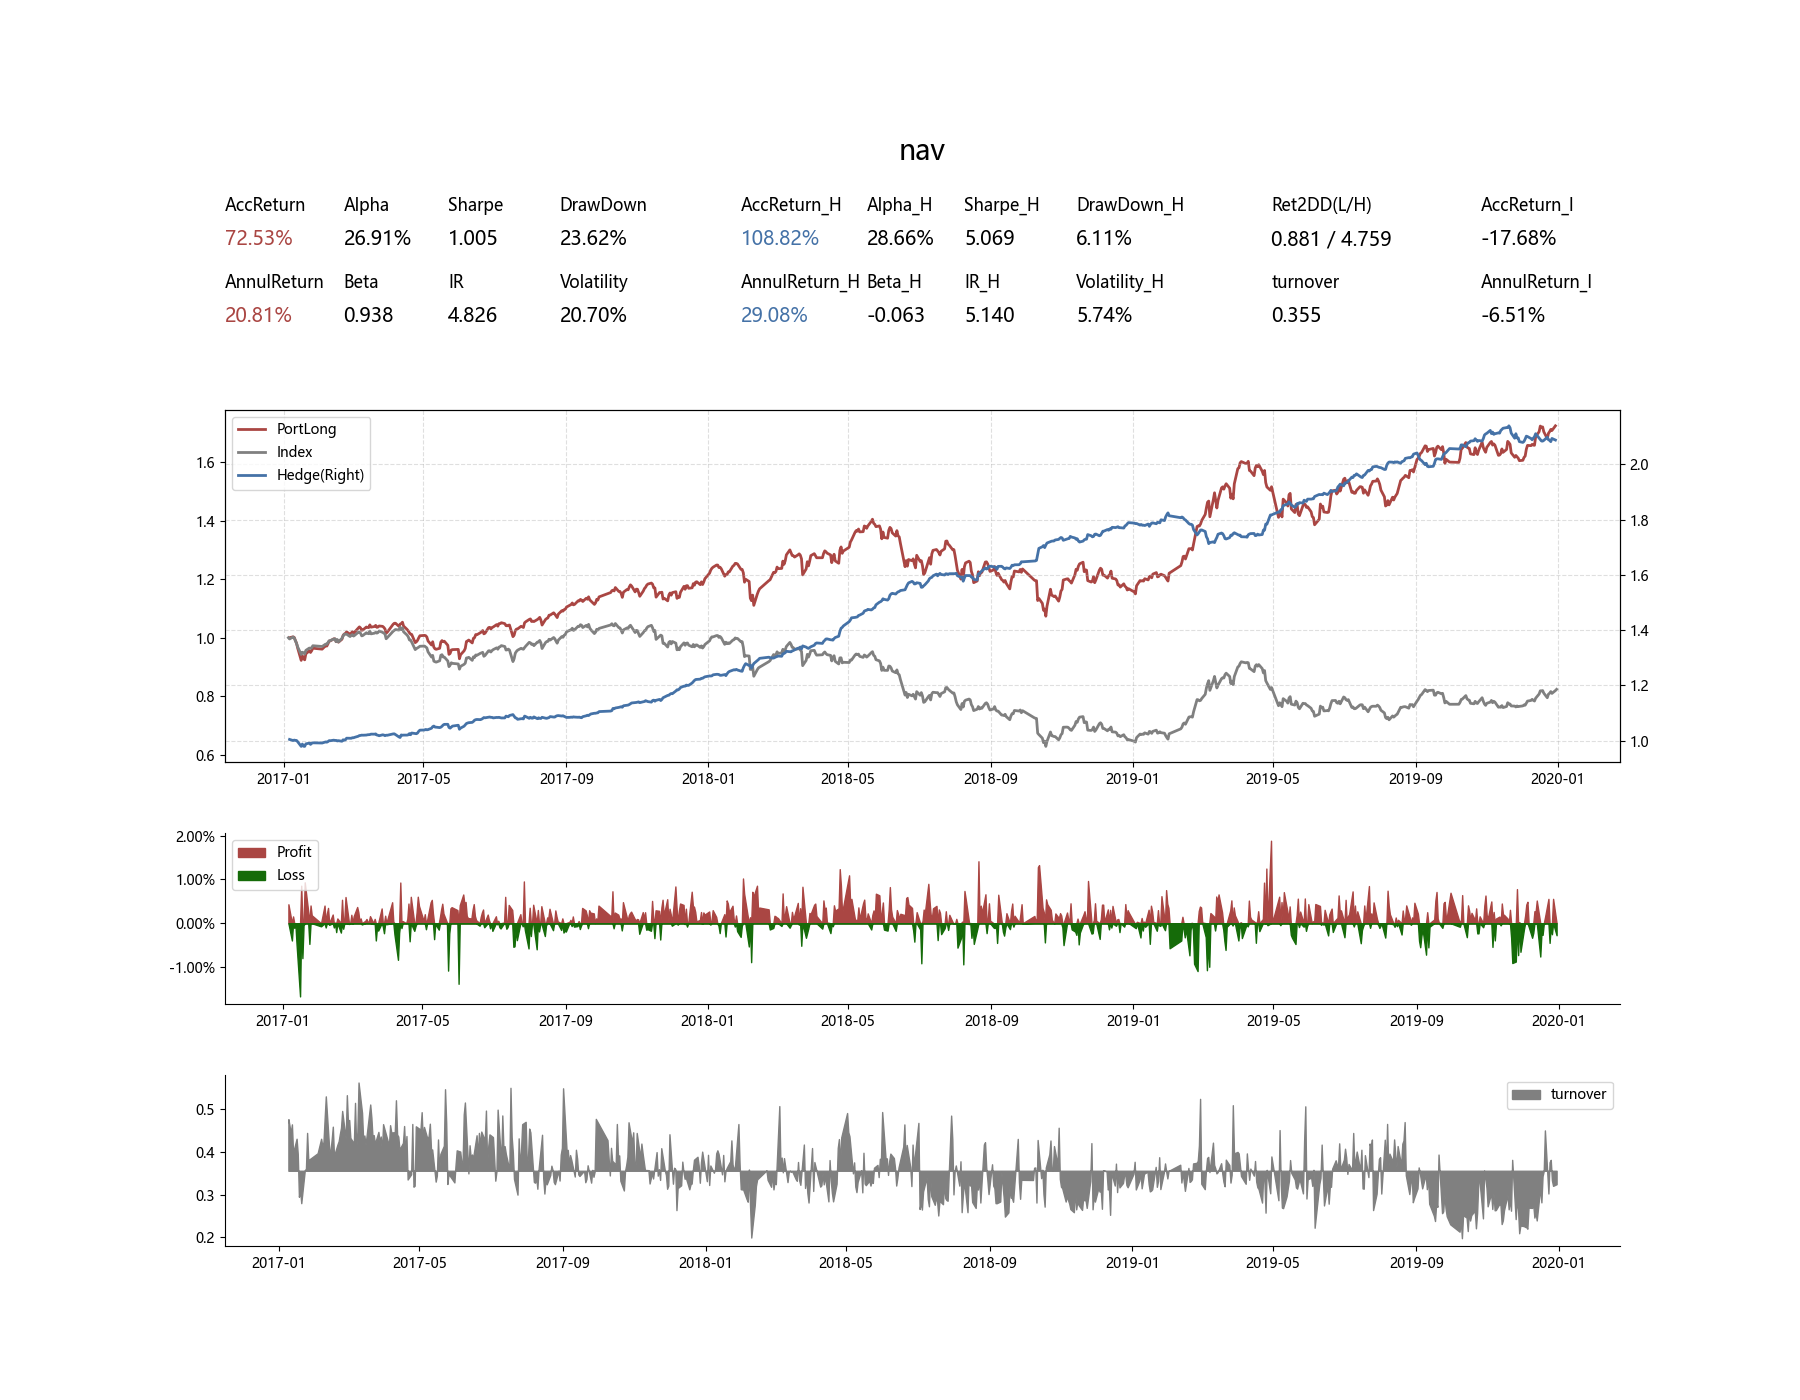 nav
AccReturn Alpha Sharpe DrawDown AccReturn_H Alpha_H Sharpe_H DrawDown_H Ret2DD(L/H) AccReturn_I
72.53% 26.91% 1.005 23.62% 108.82% 28.66% 5.069 6.11% 0.881 / 4.759 -17.68%
AnnulReturn Beta IR Volatility AnnulReturn_H Beta_H IR_H Volatility_H turnover AnnulReturn_I
20.81% 0.938 4.826 20.70% 29.08% -0.063 5.140 5.74% 0.355 -6.51%
PortLong
Index
Hedge(Right)
1.6 2.0
1.4 1.8
1.2 1.6
1.0 1.4
0.8 1.2
0.6 1.0
2017-01 2017-05 2017-09 2018-01 2018-05 2018-09 2019-01 2019-05 2019-09 2020-01
2.00%
Profit
1.00%
Loss
0.00%
-1.00%
2017-01 2017-05 2017-09 2018-01 2018-05 2018-09 2019-01 2019-05 2019-09 2020-01
turnover
0.5
0.4
0.3
0.2
2017-01 2017-05 2017-09 2018-01 2018-05 2018-09 2019-01 2019-05 2019-09 2020-01